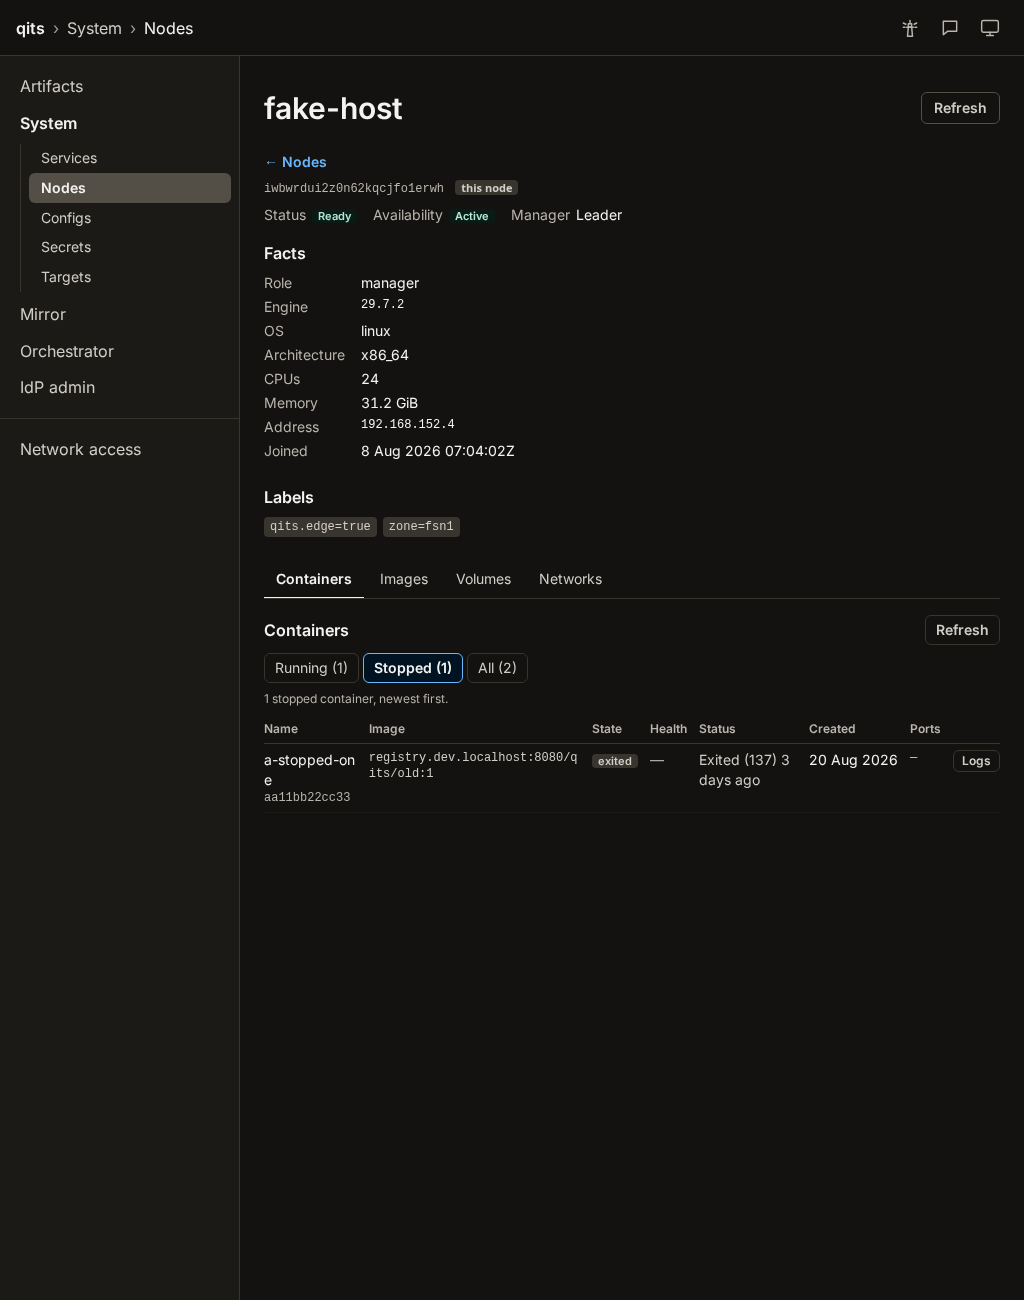 qits › System › Nodes
Artifacts
System
Services
Nodes
Configs
Secrets
Targets
Mirror
Orchestrator
IdP admin
Network access
fake-host
Refresh
← Nodes
iwbwrdui2z0n62kqcjfo1erwh this node
Status Ready Availability Active Manager Leader
Facts
Role manager
Engine 29.7.2
OS linux
Architecture x86_64
CPUs 24
Memory 31.2 GiB
Address 192.168.152.4
Joined 8 Aug 2026 07:04:02Z
Labels
qits.edge=true zone=fsn1
Containers Images Volumes Networks
Containers
Refresh
Running (1) Stopped (1) All (2)
1 stopped container, newest first.
Name Image State Health Status Created Ports
a-stopped-on registry.dev.localhost:8080/q exited — Exited (137) 3 20 Aug 2026 – Logs
e its/old:1 days ago
aa11bb22cc33